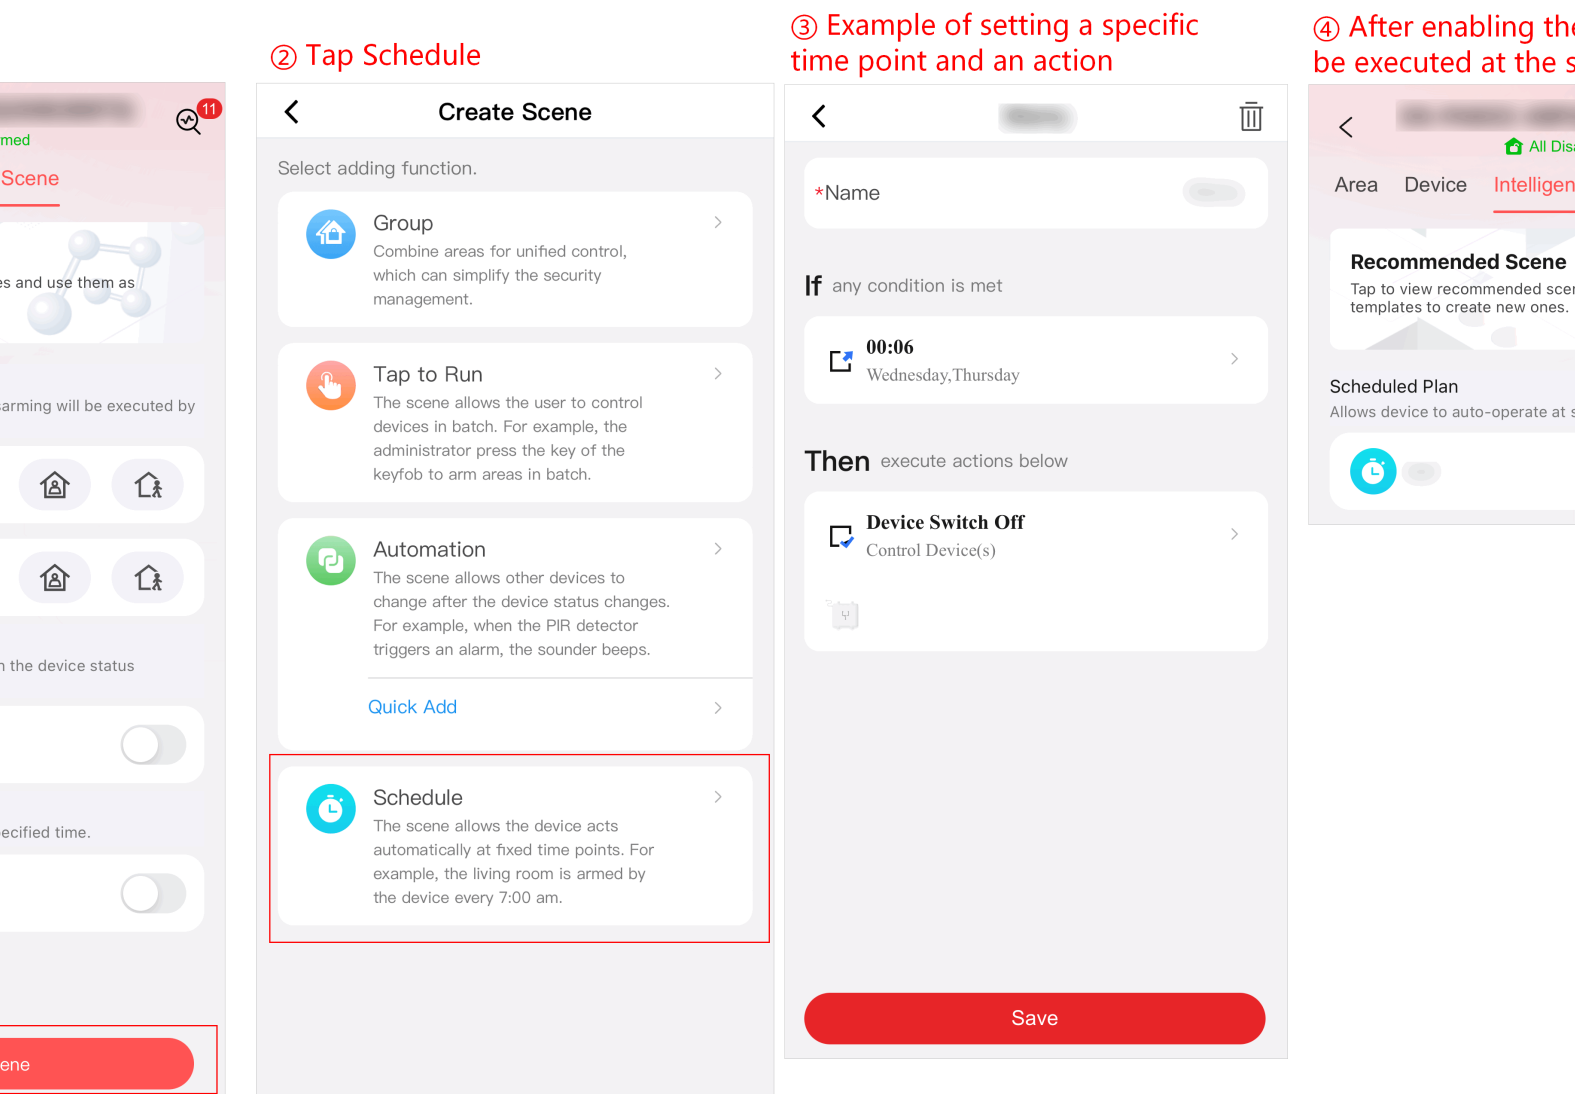 11
med
Scene
es and use them as
sarming will be executed by
n the device status
ecified time.
ene
② Tap Schedule
Create Scene
Select adding function.
Group
Combine areas for unified control,
which can simplify the security
management.
Tap to Run
The scene allows the user to control
devices in batch. For example, the
administrator press the key of the
keyfob to arm areas in batch.
Automation
The scene allows other devices to
change after the device status changes.
For example, when the PIR detector
triggers an alarm, the sounder beeps.
Quick Add
Schedule
The scene allows the device acts
automatically at fixed time points. For
example, the living room is armed by
the device every 7:00 am.
③ Example of setting a specific
time point and an action
*Name
If any condition is met
00:06
Wednesday,Thursday
Then execute actions below
Device Switch Off
Control Device(s)
Save
④ After enabling the
be executed at the s
All Disa
Area Device Intelligen
Recommended Scene
Tap to view recommended scen
templates to create new ones.
Scheduled Plan
Allows device to auto-operate at s